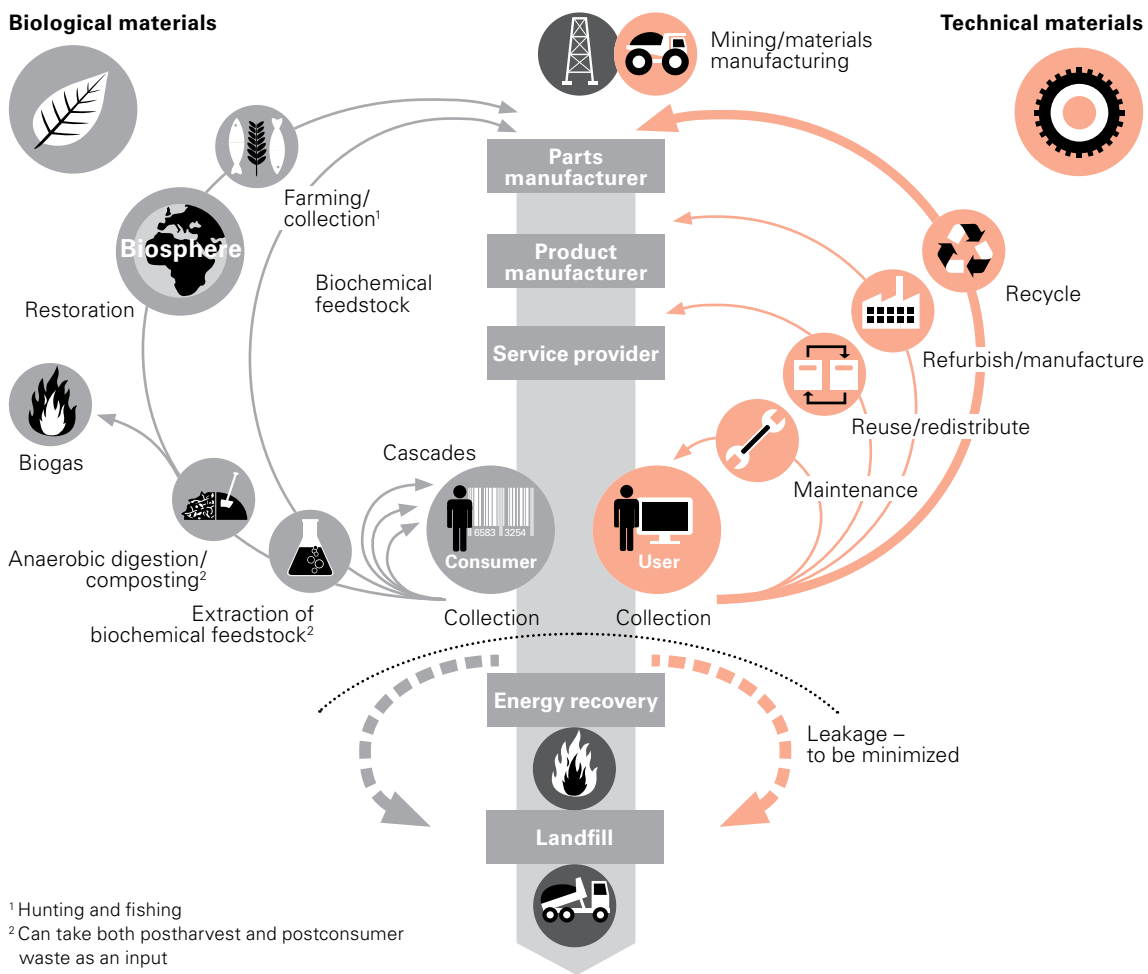 Biological materials
Technical materials
Mining/materials
manufacturing
Parts
manufacturer
Farming/
collection¹
Biosphere
Product
manufacturer
Biochemical
feedstock
Restoration
Recycle
Service provider
Refurbish/manufacture
Reuse/redistribute
Biogas
Cascades
Maintenance
6583 3254
Consumer
User
Anaerobic digestion/
composting²
Extraction of
biochemical feedstock²
Collection
Collection
Energy recovery
Leakage –
to be minimized
Landfill
¹ Hunting and fishing
² Can take both postharvest and postconsumer
waste as an input